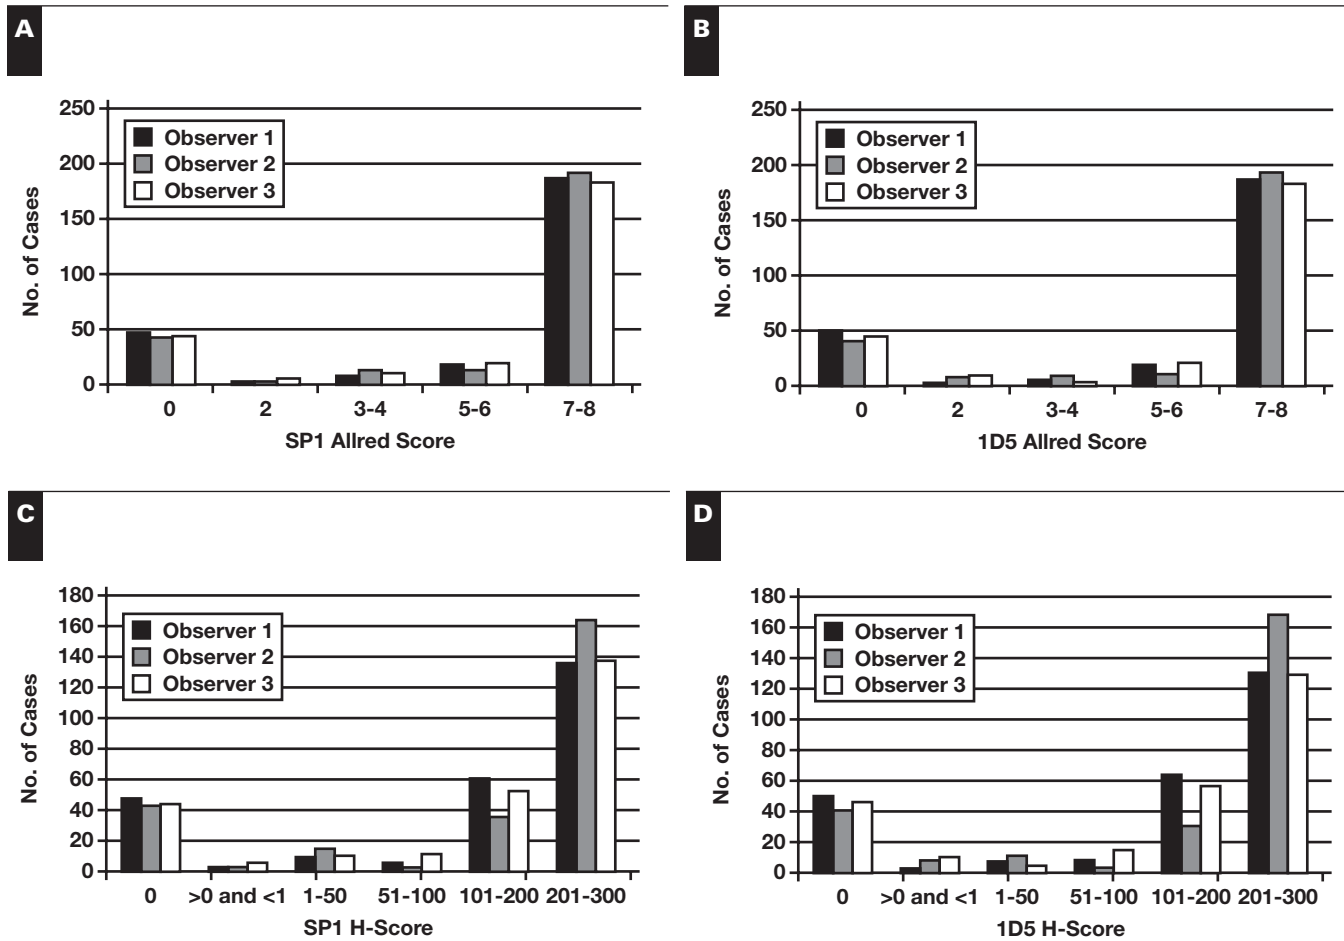 A
250
200
150
100
50
0
No. of Cases
Observer 1
Observer 2
Observer 3
0 2 3-4 5-6 7-8
SP1 Allred Score
B
250
200
150
100
50
0
No. of Cases
Observer 1
Observer 2
Observer 3
0 2 3-4 5-6 7-8
1D5 Allred Score
C
180
160
140
120
100
80
60
40
20
0
No. of Cases
Observer 1
Observer 2
Observer 3
0 >0 and <1 1-50 51-100 101-200 201-300
SP1 H-Score
D
180
160
140
120
100
80
60
40
20
0
No. of Cases
Observer 1
Observer 2
Observer 3
0 >0 and <1 1-50 51-100 101-200 201-300
1D5 H-Score